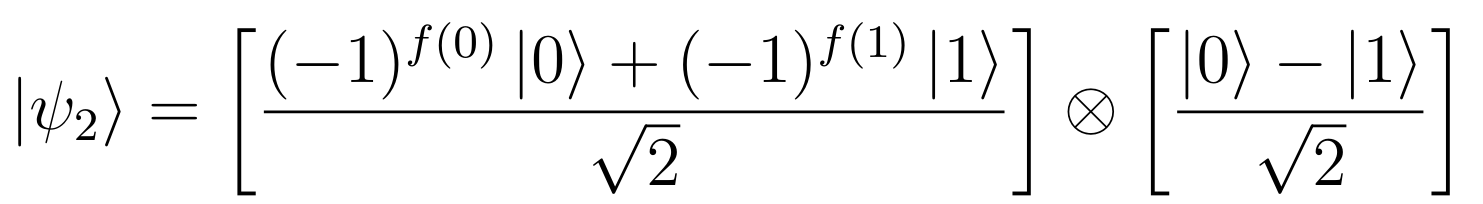 |ψ₂⟩ = [ ((-1)^{f(0)} |0⟩ + (-1)^{f(1)} |1⟩) / √2 ] ⊗ [ (|0⟩ − |1⟩) / √2 ]